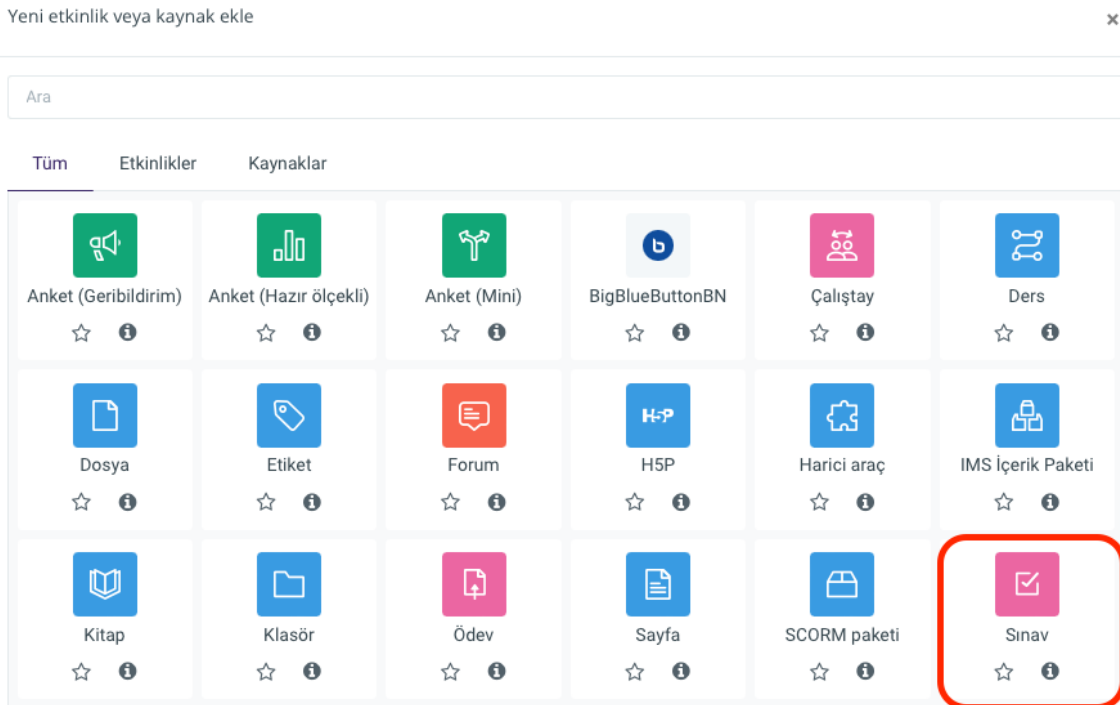 Yeni etkinlik veya kaynak ekle
Ara
Tüm Etkinlikler Kaynaklar
Anket (Geribildirim) Anket (Hazır ölçekli) Anket (Mini) BigBlueButtonBN Çalıştay Ders
H5P
Dosya Etiket Forum H5P Harici araç IMS İçerik Paketi
Kitap Klasör Ödev Sayfa SCORM paketi Sınav